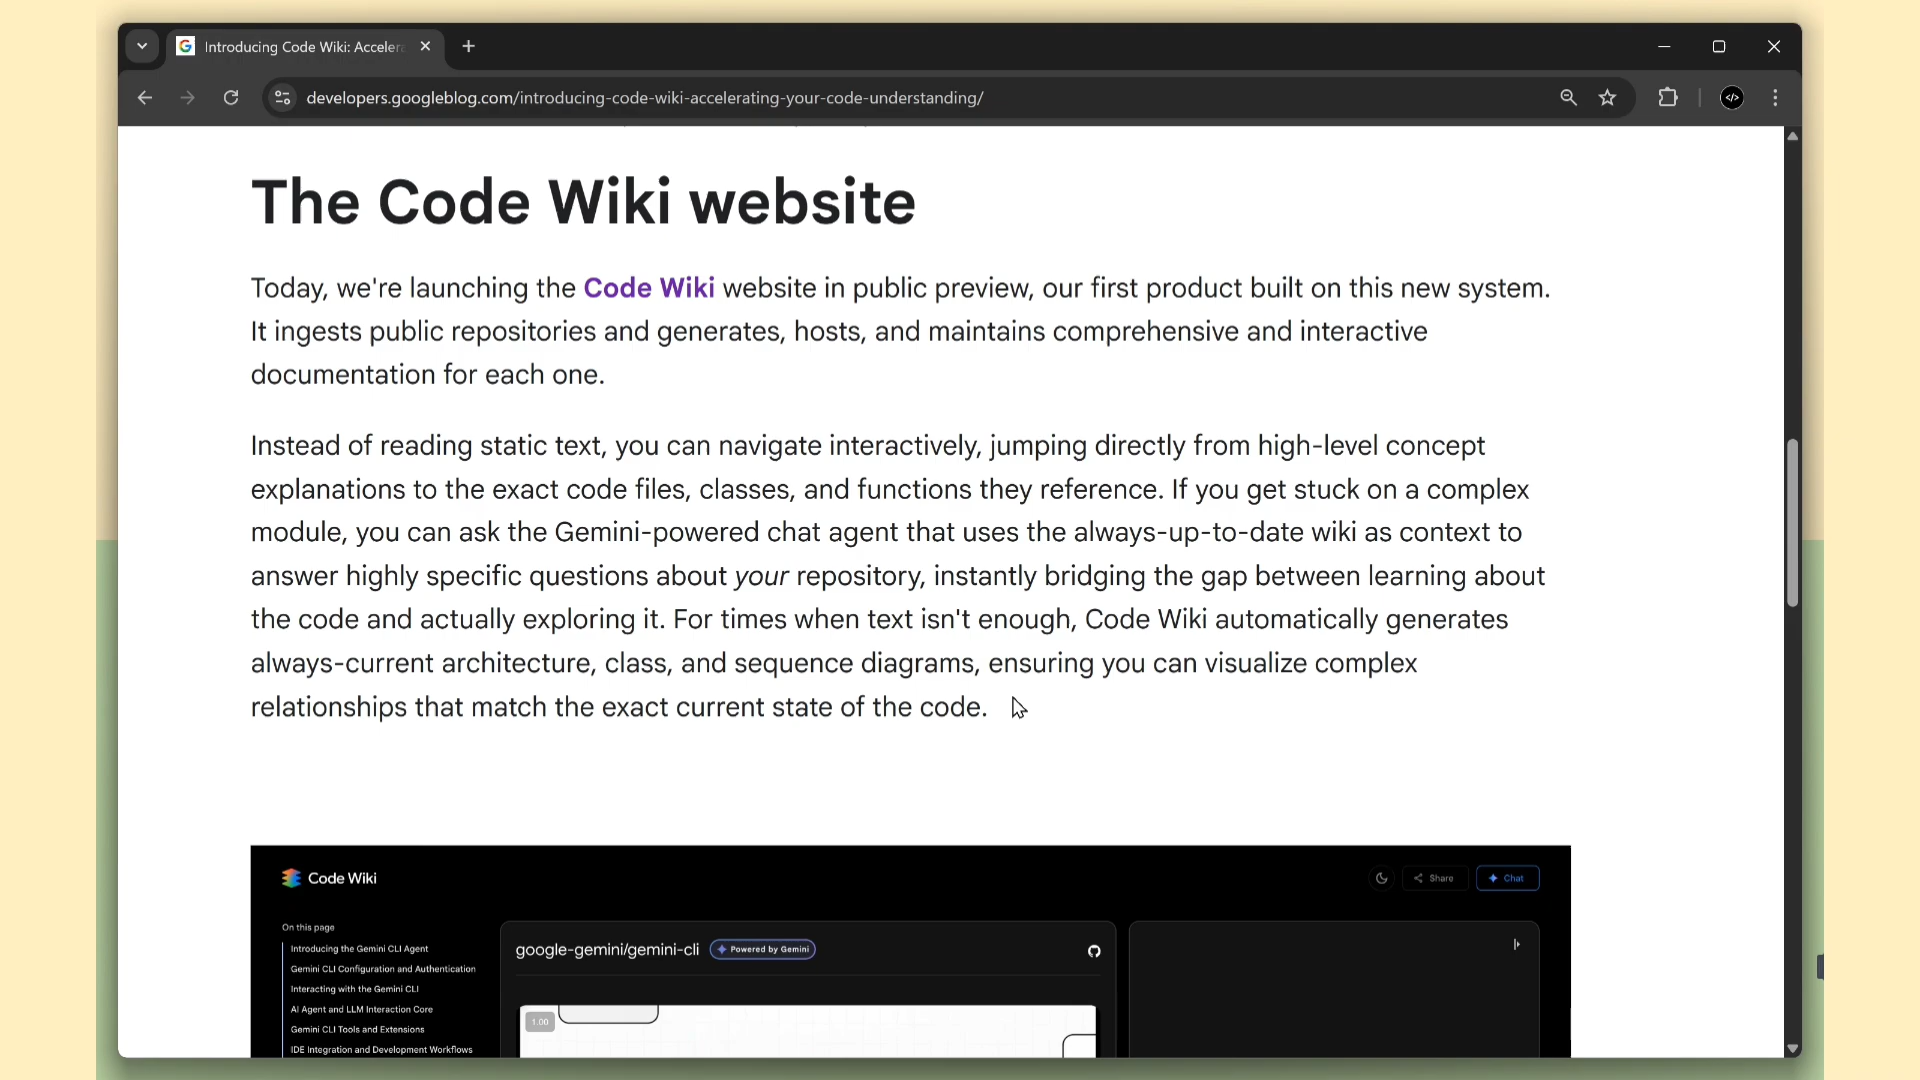 Introducing Code Wiki: Acceler
developers.googleblog.com/introducing-code-wiki-accelerating-your-code-understanding/
The Code Wiki website
Today, we're launching the Code Wiki website in public preview, our first product built on this new system.
It ingests public repositories and generates, hosts, and maintains comprehensive and interactive
documentation for each one.
Instead of reading static text, you can navigate interactively, jumping directly from high-level concept
explanations to the exact code files, classes, and functions they reference. If you get stuck on a complex
module, you can ask the Gemini-powered chat agent that uses the always-up-to-date wiki as context to
answer highly specific questions about your repository, instantly bridging the gap between learning about
the code and actually exploring it. For times when text isn't enough, Code Wiki automatically generates
always-current architecture, class, and sequence diagrams, ensuring you can visualize complex
relationships that match the exact current state of the code.
Code Wiki
Share
Chat
On this page
Introducing the Gemini CLI Agent
Gemini CLI Configuration and Authentication
Interacting with the Gemini CLI
AI Agent and LLM Interaction Core
Gemini CLI Tools and Extensions
IDE Integration and Development Workflows
google-gemini/gemini-cli
Powered by Gemini
1.00